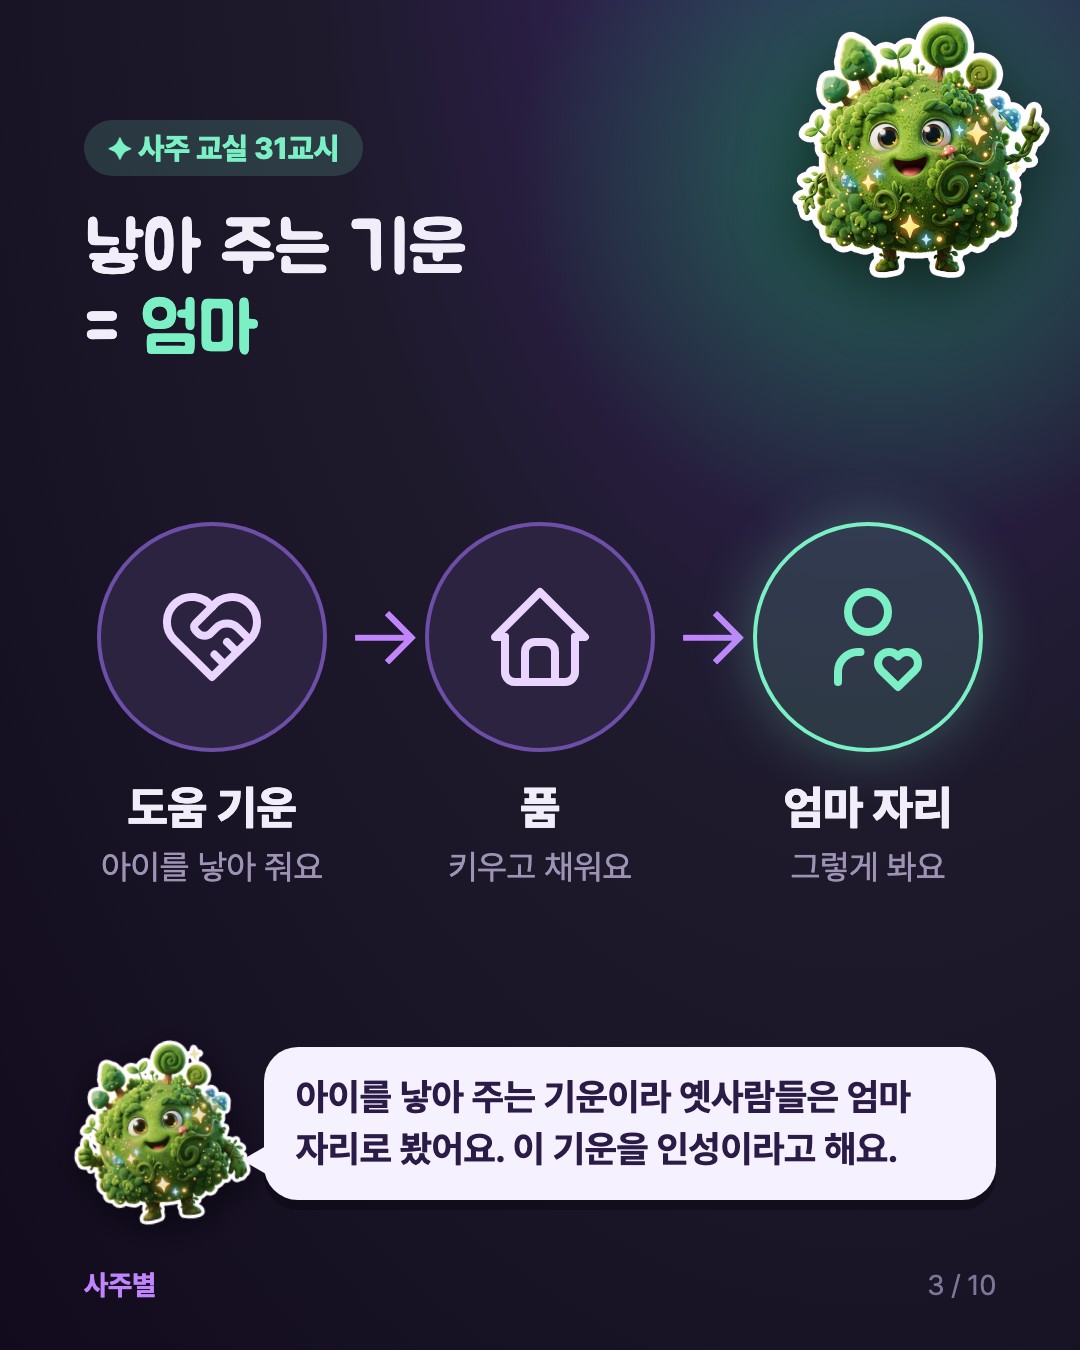 사주 교실 31교시
낳아 주는 기운
= 엄마
도움 기운
아이를 낳아 줘요
품
키우고 채워요
엄마 자리
그렇게 봐요
아이를 낳아 주는 기운이라 옛사람들은 엄마
자리로 봤어요. 이 기운을 인성이라고 해요.
사주별
3 / 10